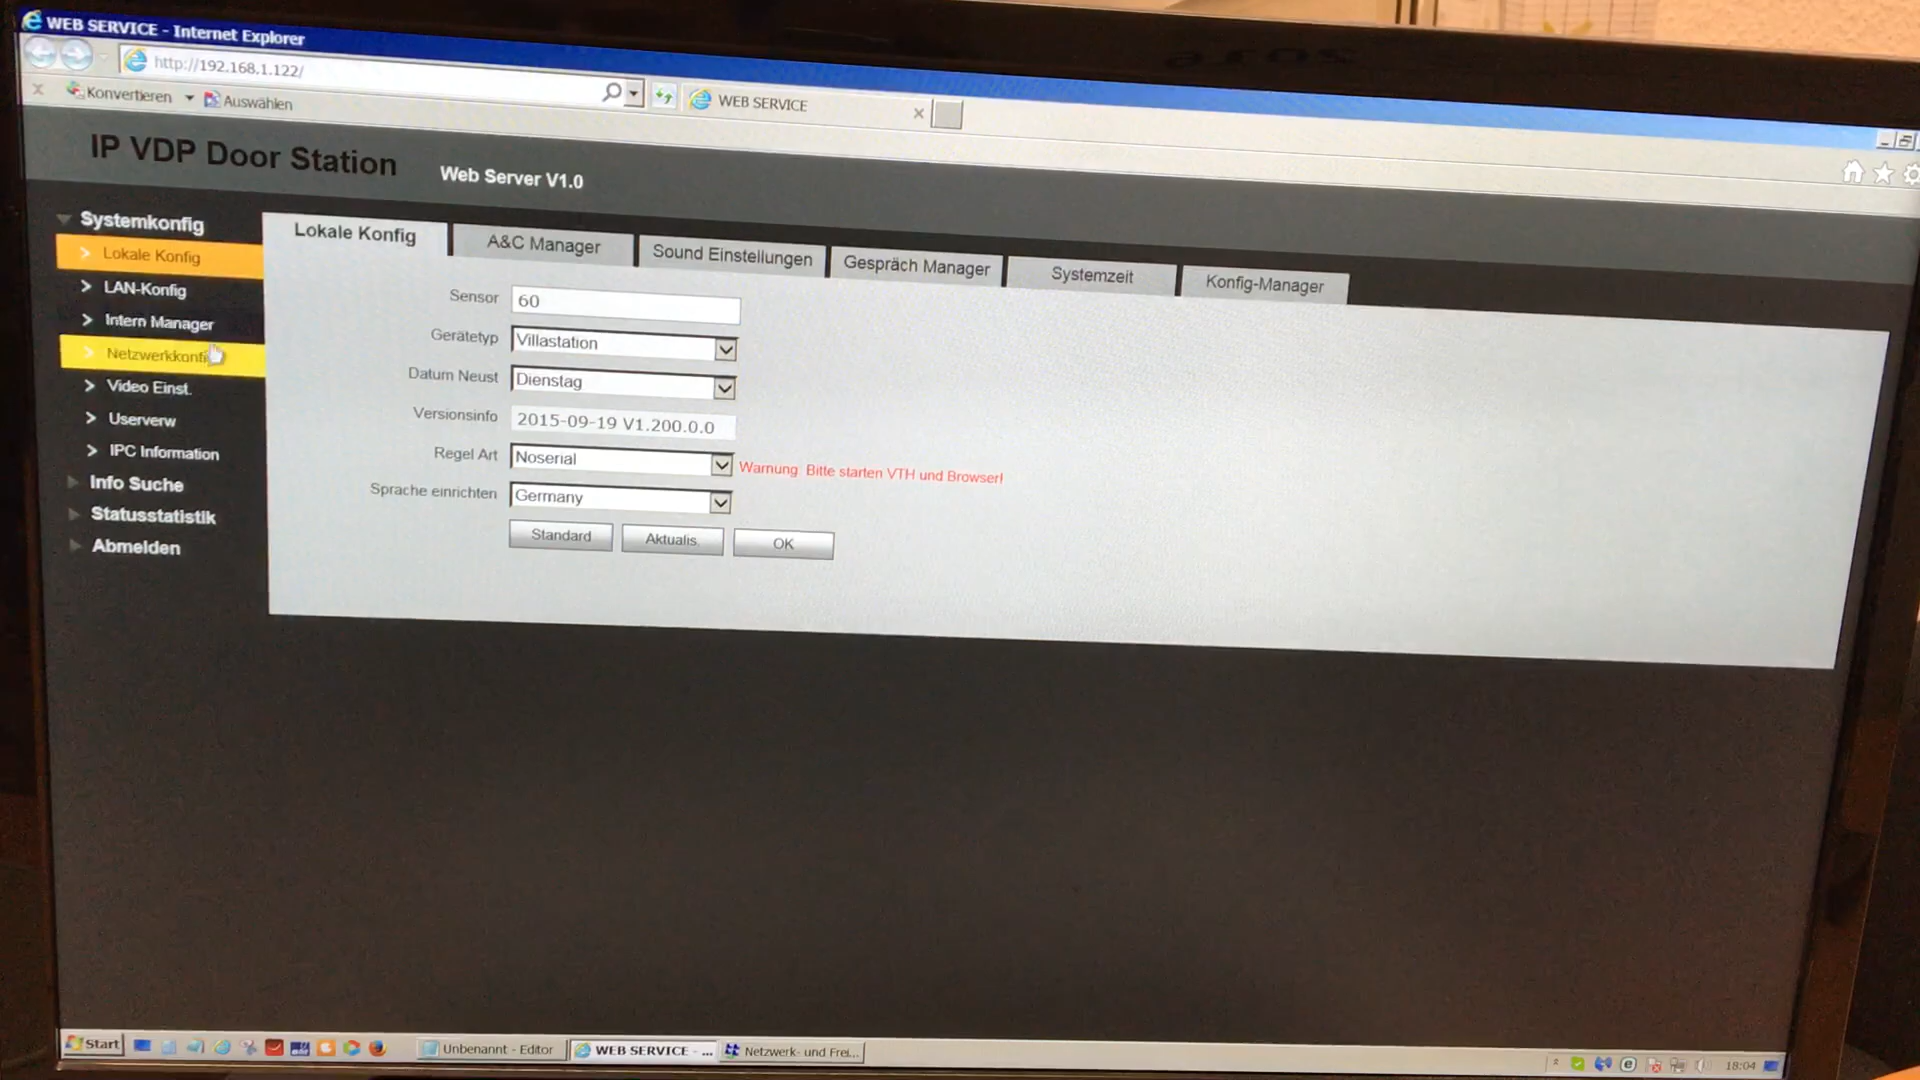 WEB SERVICE - Internet Explorer
http://192.168.1.122/
WEB SERVICE
Konvertieren
Auswählen
IP VDP Door Station
Web Server V1.0
Systemkonfig
Lokale Konfig
LAN-Konfig
Intern Manager
Netzwerkkonfi
Video Einst.
Userverw
IPC Information
Info Suche
Statusstatistik
Abmelden
Lokale Konfig
A&C Manager
Sound Einstellungen
Gespräch Manager
Systemzeit
Konfig-Manager
Sensor 60
Gerätetyp Villastation
Datum Neust Dienstag
Versionsinfo 2015-09-19 V1.200.0.0
Regel Art Noserial Warnung Bitte starten VTH und Browser!
Sprache einrichten Germany
Standard Aktualis. OK
Start
Unbenannt - Editor
WEB SERVICE - ...
Netzwerk- und Frei...
18:04